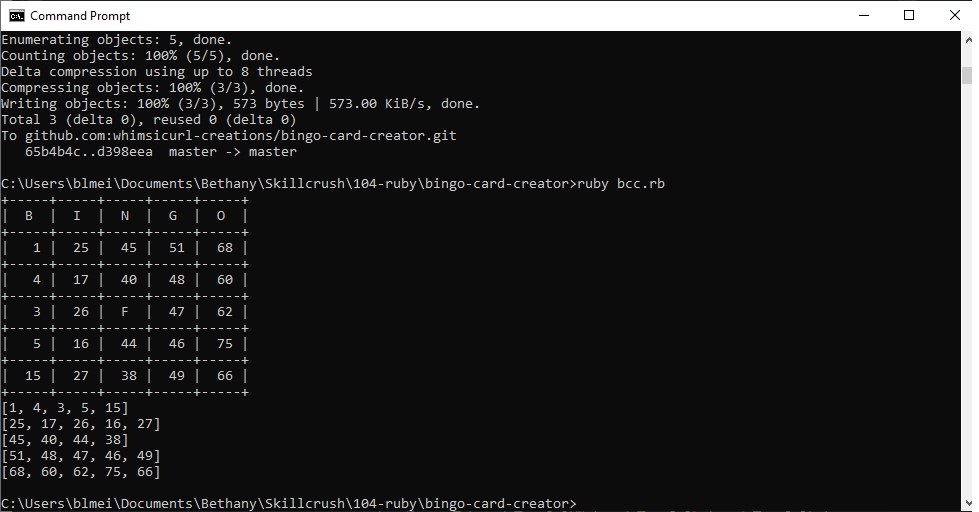 Command Prompt
Enumerating objects: 5, done.
Counting objects: 100% (5/5), done.
Delta compression using up to 8 threads
Compressing objects: 100% (3/3), done.
Writing objects: 100% (3/3), 573 bytes | 573.00 KiB/s, done.
Total 3 (delta 0), reused 0 (delta 0)
To github.com:whimsicurl-creations/bingo-card-creator.git
   65b4b4c..d398eea  master -> master
C:\Users\blmei\Documents\Bethany\Skillcrush\104-ruby\bingo-card-creator>ruby bcc.rb
+-----+-----+-----+-----+-----+
|  B  |  I  |  N  |  G  |  O  |
+-----+-----+-----+-----+-----+
|   1 |  25 |  45 |  51 |  68 |
+-----+-----+-----+-----+-----+
|   4 |  17 |  40 |  48 |  60 |
+-----+-----+-----+-----+-----+
|   3 |  26 |  F  |  47 |  62 |
+-----+-----+-----+-----+-----+
|   5 |  16 |  44 |  46 |  75 |
+-----+-----+-----+-----+-----+
|  15 |  27 |  38 |  49 |  66 |
+-----+-----+-----+-----+-----+
[1, 4, 3, 5, 15]
[25, 17, 26, 16, 27]
[45, 40, 44, 38]
[51, 48, 47, 46, 49]
[68, 60, 62, 75, 66]
C:\Users\blmei\Documents\Bethany\Skillcrush\104-ruby\bingo-card-creator>